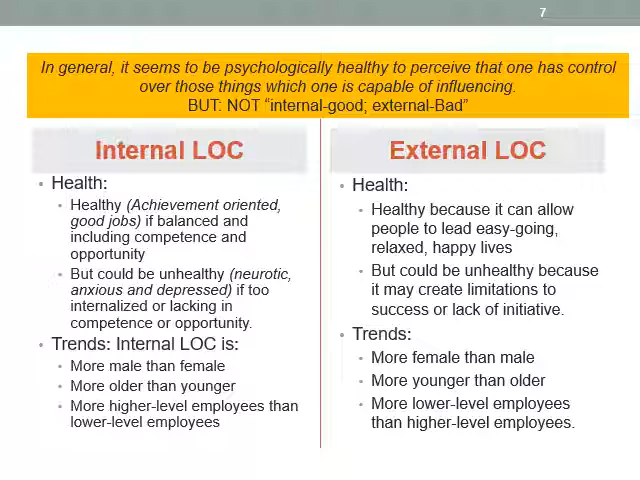 7
In general, it seems to be psychologically healthy to perceive that one has control
over those things which one is capable of influencing.
BUT: NOT “internal-good; external-Bad”
Internal LOC
• Health:
• Healthy (Achievement oriented,
good jobs) if balanced and
including competence and
opportunity
• But could be unhealthy (neurotic,
anxious and depressed) if too
internalized or lacking in
competence or opportunity.
• Trends: Internal LOC is:
• More male than female
• More older than younger
• More higher-level employees than
lower-level employees
External LOC
• Health:
• Healthy because it can allow
people to lead easy-going,
relaxed, happy lives
• But could be unhealthy because
it may create limitations to
success or lack of initiative.
• Trends:
• More female than male
• More younger than older
• More lower-level employees
than higher-level employees.